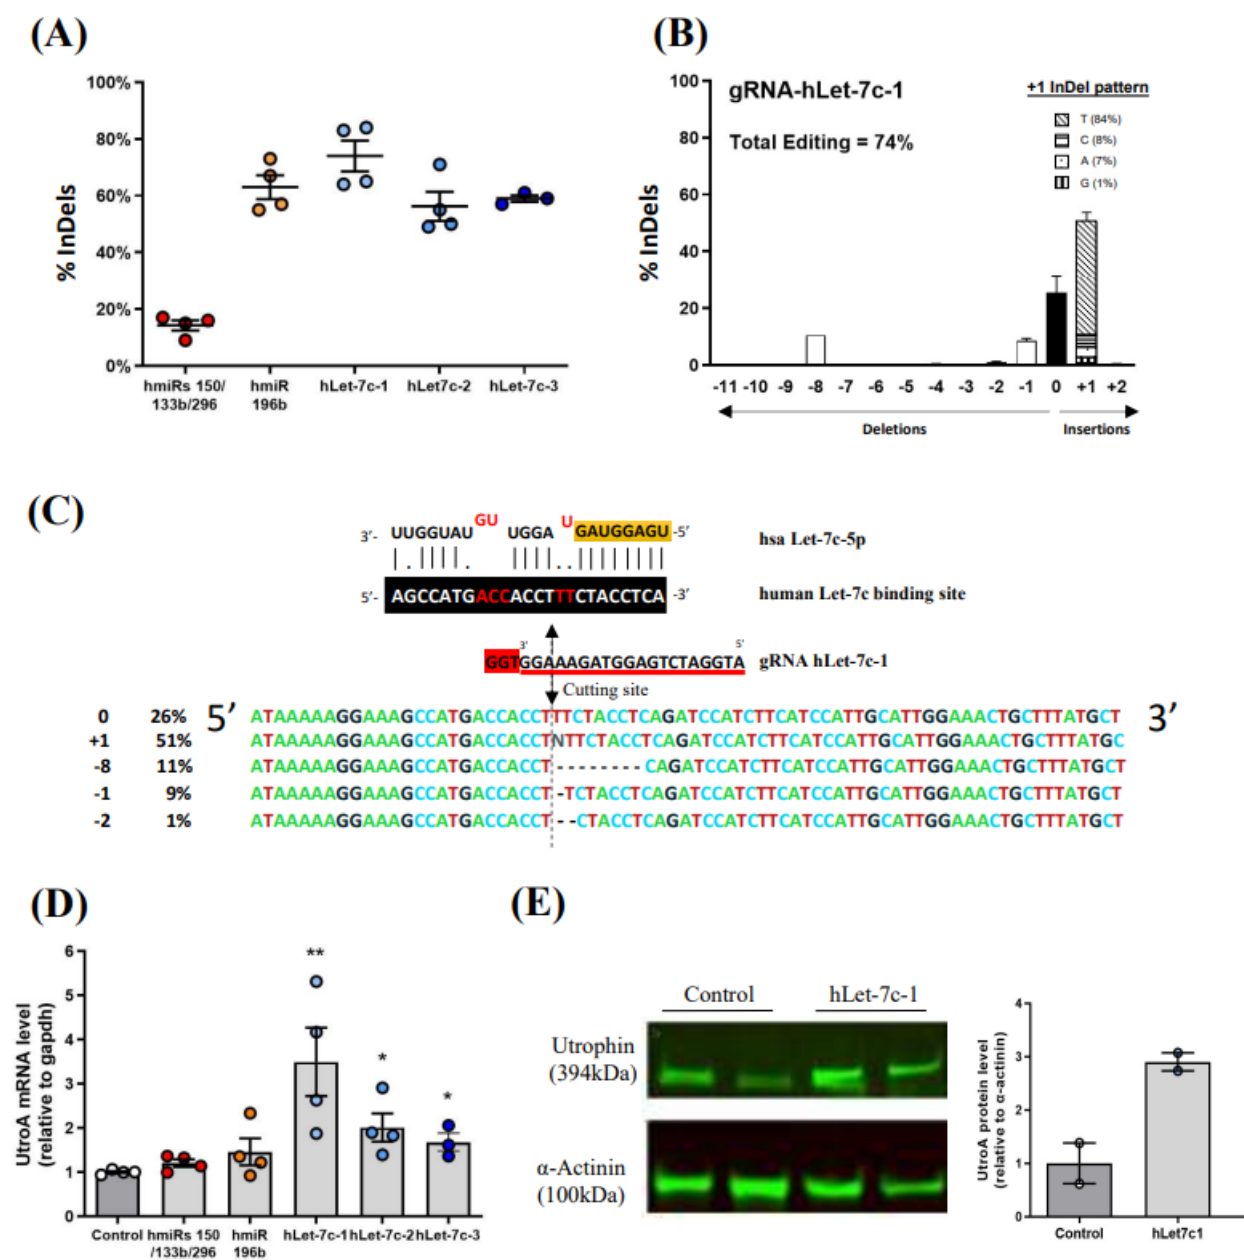 (A)
% InDels
100%
80%
60%
40%
20%
0%
hmiRs 150/
133b/296
hmiR
196b
hLet-7c-1
hLet7c-2
hLet-7c-3
(B)
% InDels
100
80
60
40
20
0
gRNA-hLet-7c-1
Total Editing = 74%
+1 InDel pattern
T (84%)
C (8%)
A (7%)
G (1%)
-11 -10 -9 -8 -7 -6 -5 -4 -3 -2 -1 0 +1 +2
Deletions
Insertions
(C)
3'- UUGGUAU GU UGGA U GAUGGAGU -5'
hsa Let-7c-5p
5'- AGCCATGACCACCTTTCTACCTCA -3'
human Let-7c binding site
3' 5'
GGTGGAAAGATGGAGTCTAGGTA
gRNA hLet-7c-1
Cutting site
0 26% 5' ATAAAAAGGAAAGCCATGACCACCTTTCTACCTCAGATCCATCTTCATCCATTGCATTGGAAACTGCTTTATGCT 3'
+1 51% ATAAAAAGGAAAGCCATGACCACCTNTTCTACCTCAGATCCATCTTCATCCATTGCATTGGAAACTGCTTTATGC
-8 11% ATAAAAAGGAAAGCCATGACCACCT--------CAGATCCATCTTCATCCATTGCATTGGAAACTGCTTTATGCT
-1 9% ATAAAAAGGAAAGCCATGACCACCT-TCTACCTCAGATCCATCTTCATCCATTGCATTGGAAACTGCTTTATGCT
-2 1% ATAAAAAGGAAAGCCATGACCACCT--CTACCTCAGATCCATCTTCATCCATTGCATTGGAAACTGCTTTATGCT
(D)
UtroA mRNA level
(relative to gapdh)
6
5
4
3
2
1
0
**
*
*
Control
hmiRs 150
/133b/296
hmiR
196b
hLet-7c-1
hLet-7c-2
hLet-7c-3
(E)
Control
hLet-7c-1
Utrophin
(394kDa)
α-Actinin
(100kDa)
UtroA protein level
(relative to α-actinin)
4
3
2
1
0
Control
hLet7c1